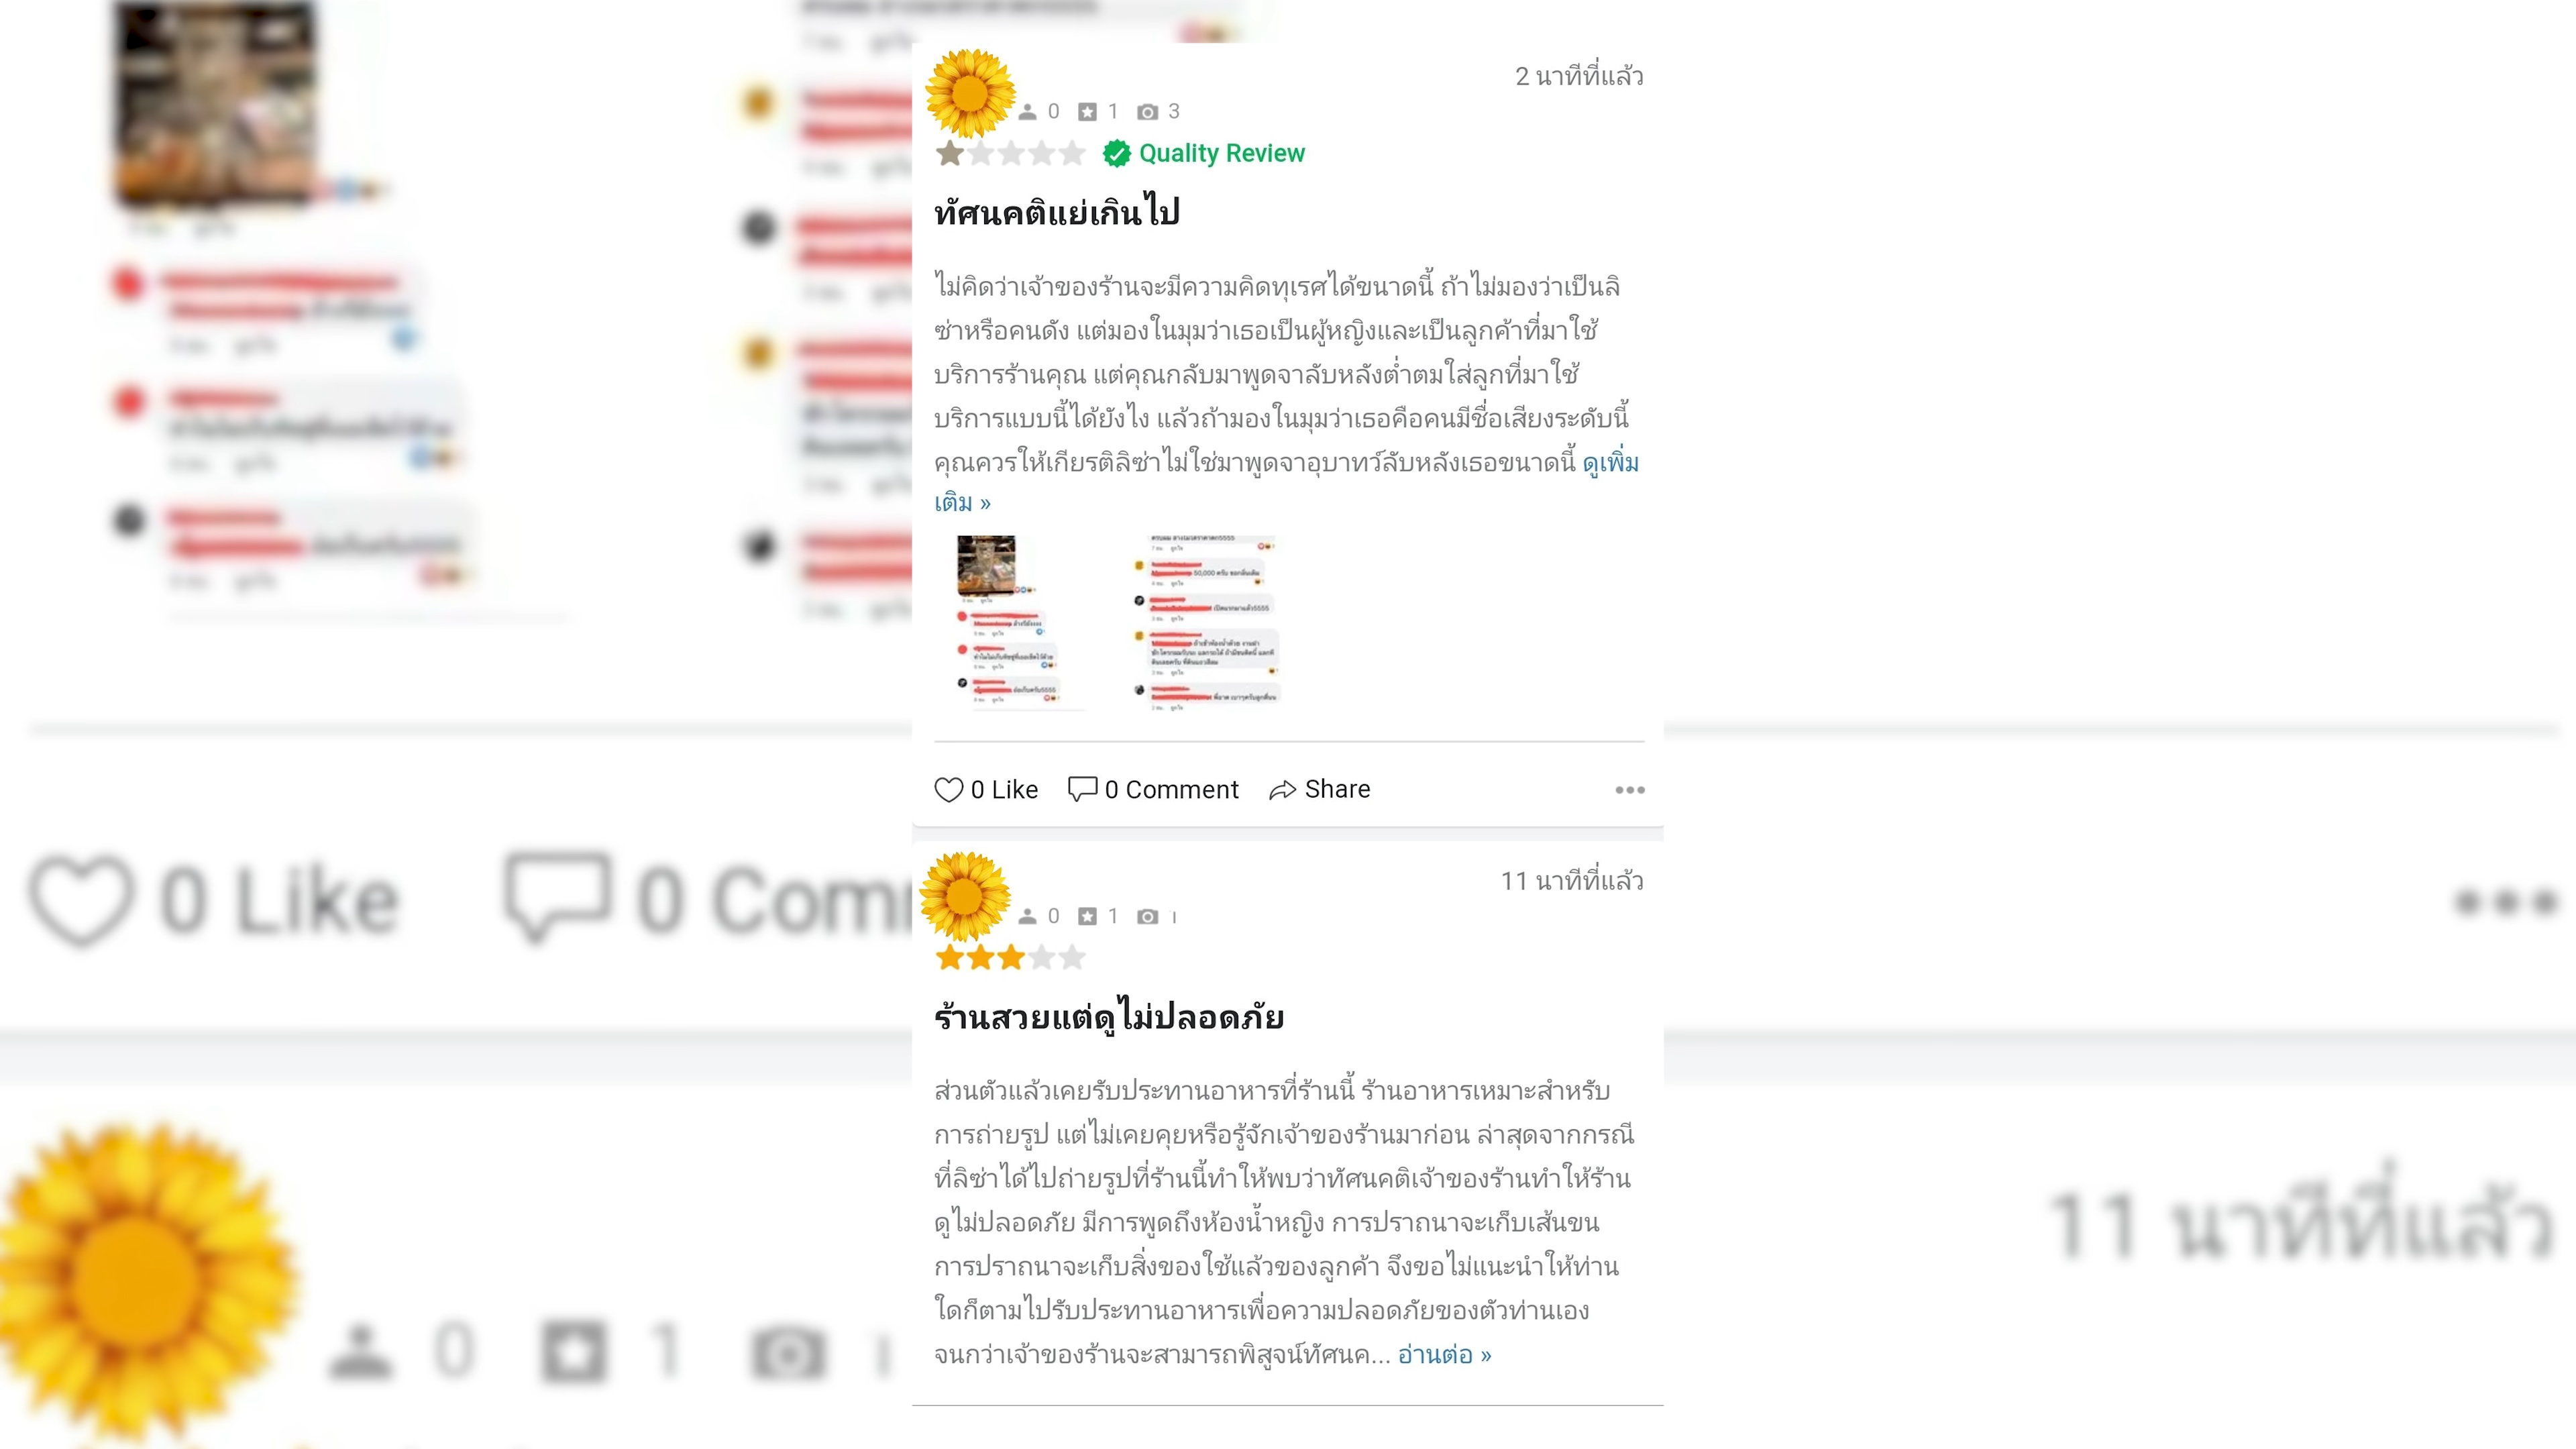 2 นาทีที่แล้ว
0 1 3
Quality Review
ทัศนคติแย่เกินไป
ไม่คิดว่าเจ้าของร้านจะมีความคิดทุเรศได้ขนาดนี้ ถ้าไม่มองว่าเป็นลิ
ซ่าหรือคนดัง แต่มองในมุมว่าเธอเป็นผู้หญิงและเป็นลูกค้าที่มาใช้
บริการร้านคุณ แต่คุณกลับมาพูดจาลับหลังต่ำตมใส่ลูกที่มาใช้
บริการแบบนี้ได้ยังไง แล้วถ้ามองในมุมว่าเธอคือคนมีชื่อเสียงระดับนี้
คุณควรให้เกียรติลิซ่าไม่ใช่มาพูดจาอุบาทว์ลับหลังเธอขนาดนี้ ดูเพิ่ม
เติม »
50,000 ครับ ขอกลิ่นเดิม
0 Like 0 Comment Share
11 นาทีที่แล้ว
0 1
ร้านสวยแต่ดูไม่ปลอดภัย
ส่วนตัวแล้วเคยรับประทานอาหารที่ร้านนี้ ร้านอาหารเหมาะสำหรับ
การถ่ายรูป แต่ไม่เคยคุยหรือรู้จักเจ้าของร้านมาก่อน ล่าสุดจากกรณี
ที่ลิซ่าได้ไปถ่ายรูปที่ร้านนี้ทำให้พบว่าทัศนคติเจ้าของร้านทำให้ร้าน
ดูไม่ปลอดภัย มีการพูดถึงห้องน้ำหญิง การปราถนาจะเก็บเส้นขน
การปราถนาจะเก็บสิ่งของใช้แล้วของลูกค้า จึงขอไม่แนะนำให้ท่าน
ใดก็ตามไปรับประทานอาหารเพื่อความปลอดภัยของตัวท่านเอง
จนกว่าเจ้าของร้านจะสามารถพิสูจน์ทัศนค... อ่านต่อ »
0 Like 0 Com
11 นาทีที่แล้ว
0 1